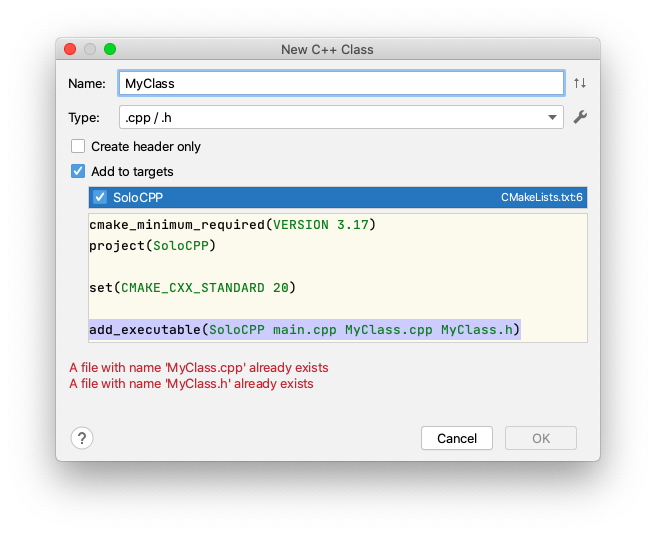 New C++ Class
Name: MyClass
Type: .cpp / .h
Create header only
Add to targets
SoloCPP CMakeLists.txt:6
cmake_minimum_required(VERSION 3.17)
project(SoloCPP)
set(CMAKE_CXX_STANDARD 20)
add_executable(SoloCPP main.cpp MyClass.cpp MyClass.h)
A file with name 'MyClass.cpp' already exists
A file with name 'MyClass.h' already exists
? Cancel OK